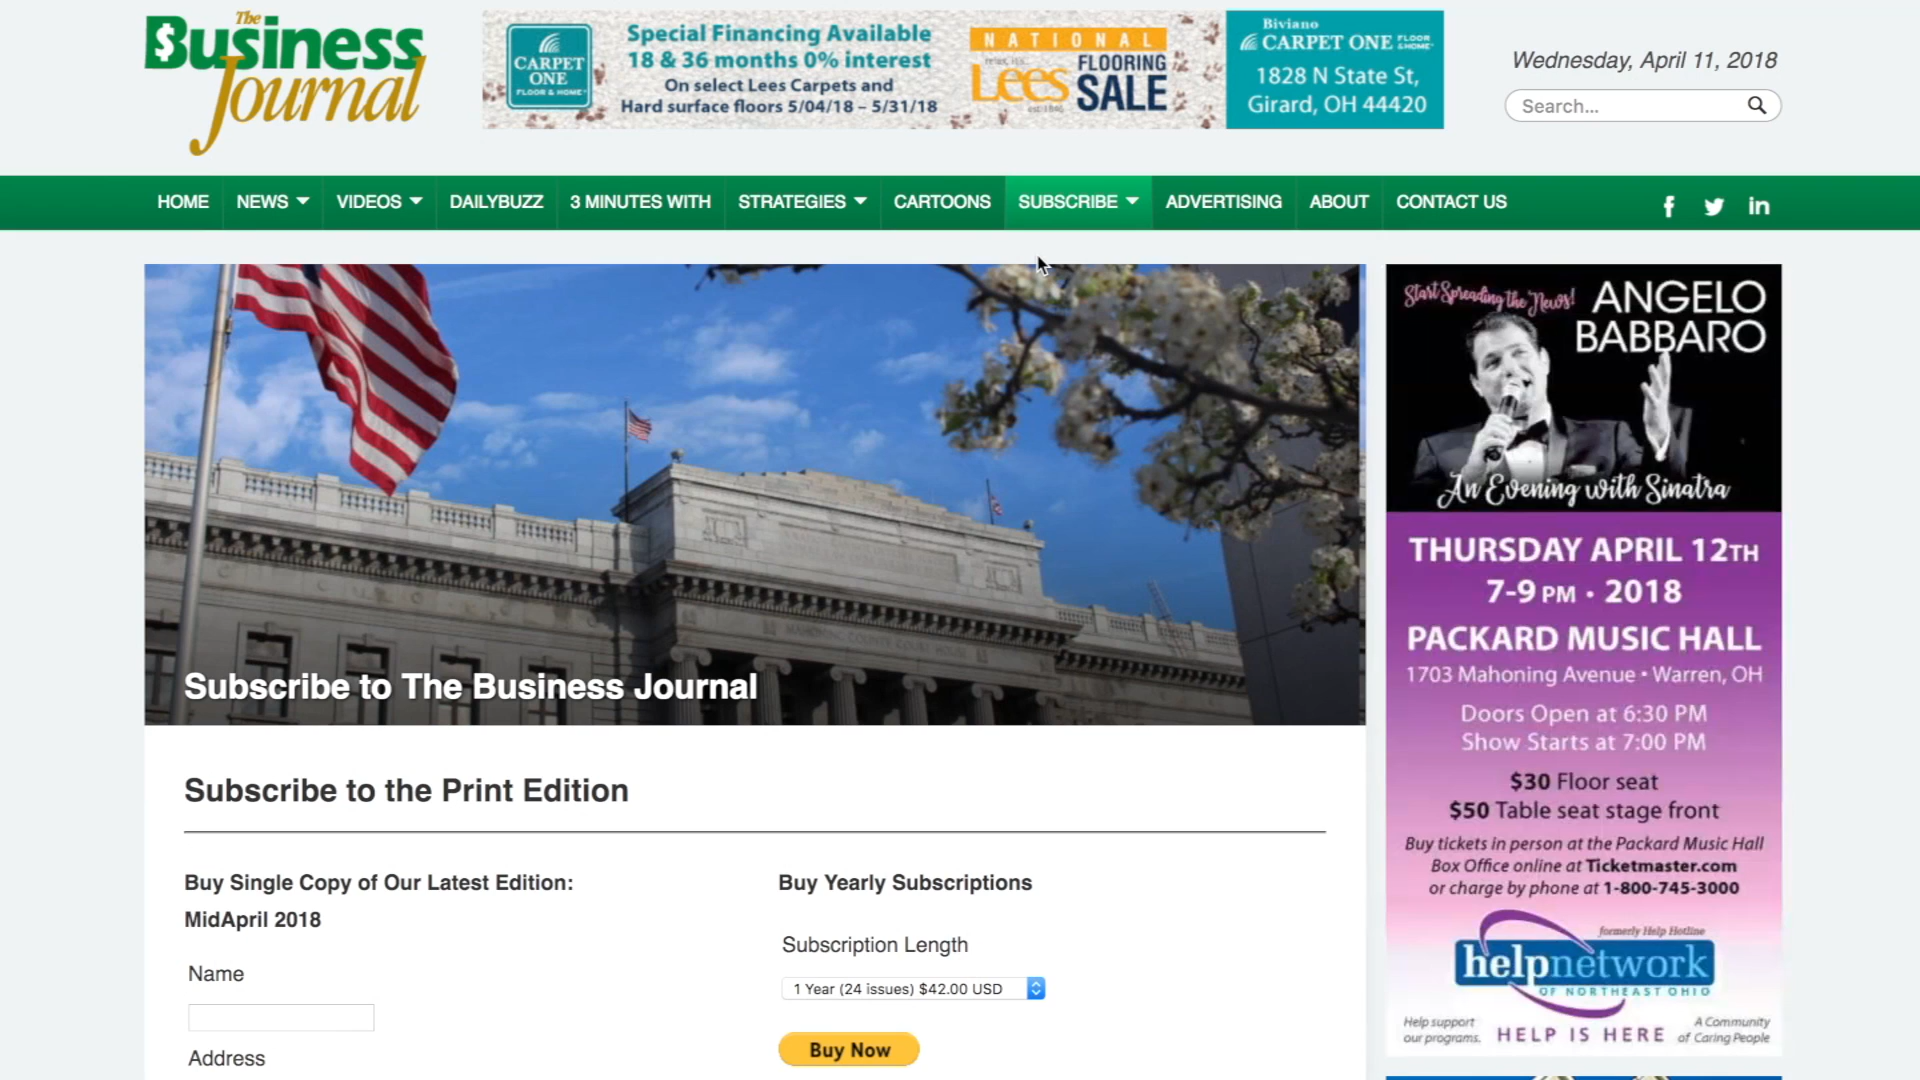 The
Business
Journal
CARPET
ONE
FLOOR & HOME
Special Financing Available
18 & 36 months 0% interest
On select Lees Carpets and
Hard surface floors 5/04/18 – 5/31/18
NATIONAL
relax, it's...
Lees
FLOORING
SALE
Biviano
CARPET ONE FLOOR & HOME
1828 N State St,
Girard, OH 44420
Wednesday, April 11, 2018
Search...
HOME NEWS VIDEOS DAILYBUZZ 3 MINUTES WITH STRATEGIES CARTOONS SUBSCRIBE ADVERTISING ABOUT CONTACT US
MAHONING COUNTY COURT HOUSE
Subscribe to The Business Journal
Subscribe to the Print Edition
Buy Single Copy of Our Latest Edition:
MidApril 2018
Name
Address
Buy Yearly Subscriptions
Subscription Length
1 Year (24 issues) $42.00 USD
Buy Now
Start Spreading the News!
ANGELO
BABBARO
An Evening with Sinatra
THURSDAY APRIL 12TH
7-9 PM • 2018
PACKARD MUSIC HALL
1703 Mahoning Avenue • Warren, OH
Doors Open at 6:30 PM
Show Starts at 7:00 PM
$30 Floor seat
$50 Table seat stage front
Buy tickets in person at the Packard Music Hall
Box Office online at Ticketmaster.com
or charge by phone at 1-800-745-3000
formerly Help Hotline
helpnetwork
OF NORTHEAST OHIO
Help support
our programs.
HELP IS HERE
A Community
of Caring People